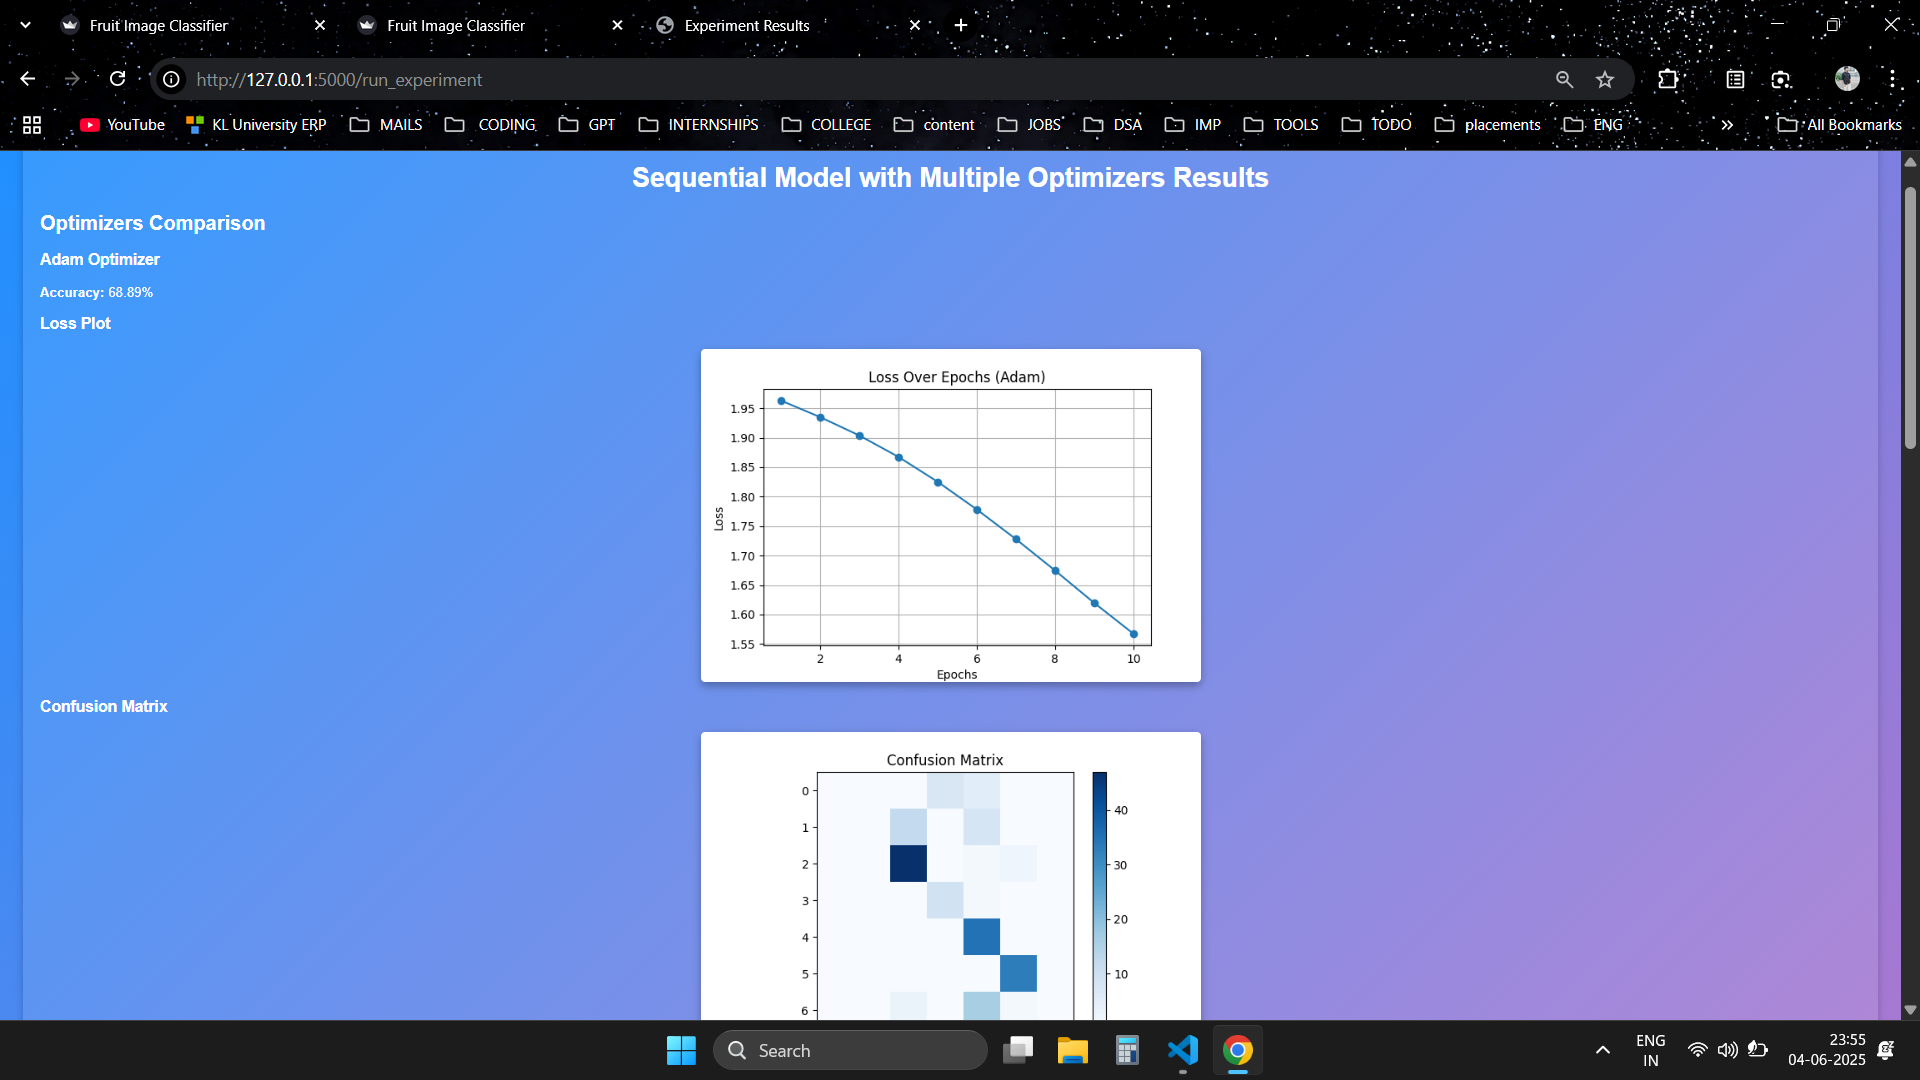 Fruit Image Classifier
Fruit Image Classifier
Experiment Results
http://127.0.0.1:5000/run_experiment
YouTube
KL University ERP
MAILS
CODING
GPT
INTERNSHIPS
COLLEGE
content
JOBS
DSA
IMP
TOOLS
TODO
placements
ENG
All Bookmarks
Sequential Model with Multiple Optimizers Results
Optimizers Comparison
Adam Optimizer
Accuracy: 68.89%
Loss Plot
Loss Over Epochs (Adam)
1.95
1.90
1.85
1.80
1.75
1.70
1.65
1.60
1.55
Loss
2 4 6 8 10
Epochs
Confusion Matrix
Confusion Matrix
0
1
2
3
4
5
6
40
30
20
10
Search
ENG
IN
23:55
04-06-2025